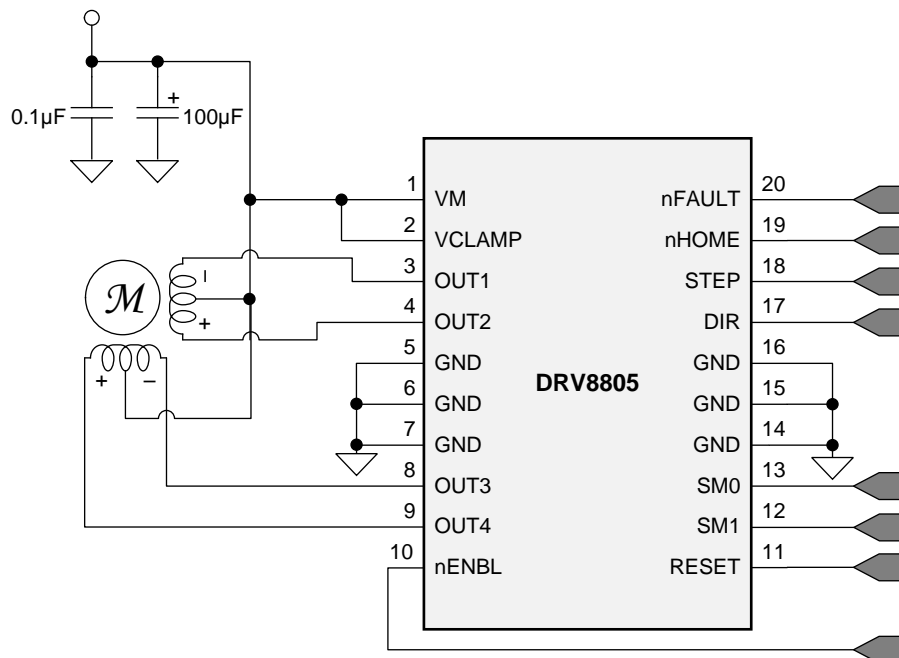 0.1µF
+
100µF
1
VM
nFAULT
20
2
VCLAMP
nHOME
19
3
OUT1
STEP
18
4
OUT2
DIR
17
5
GND
GND
16
6
GND
GND
15
7
GND
GND
14
8
OUT3
SM0
13
9
OUT4
SM1
12
10
nENBL
RESET
11
DRV8805
M
–
+
+
–